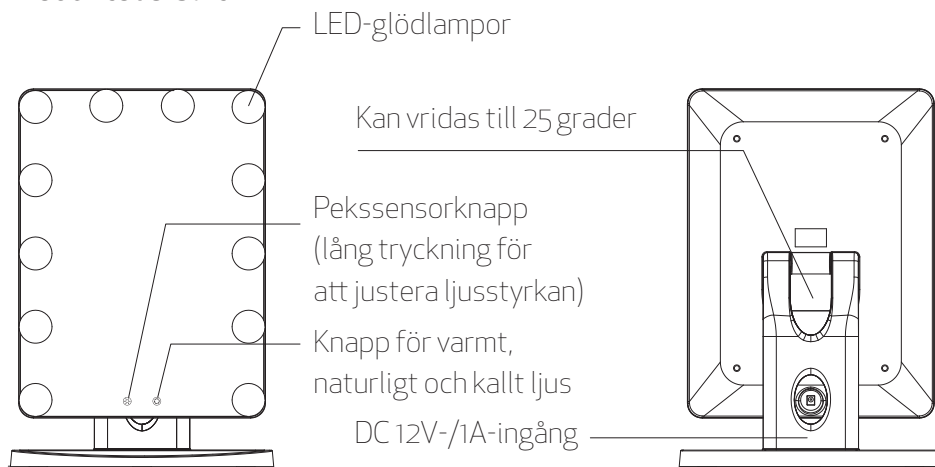 LED-glödlampor
Kan vridas till 25 grader
Pekssensorknapp
(lång tryckning för
att justera ljusstyrkan)
Knapp för varmt,
naturligt och kallt ljus
DC 12V-/1A-ingång